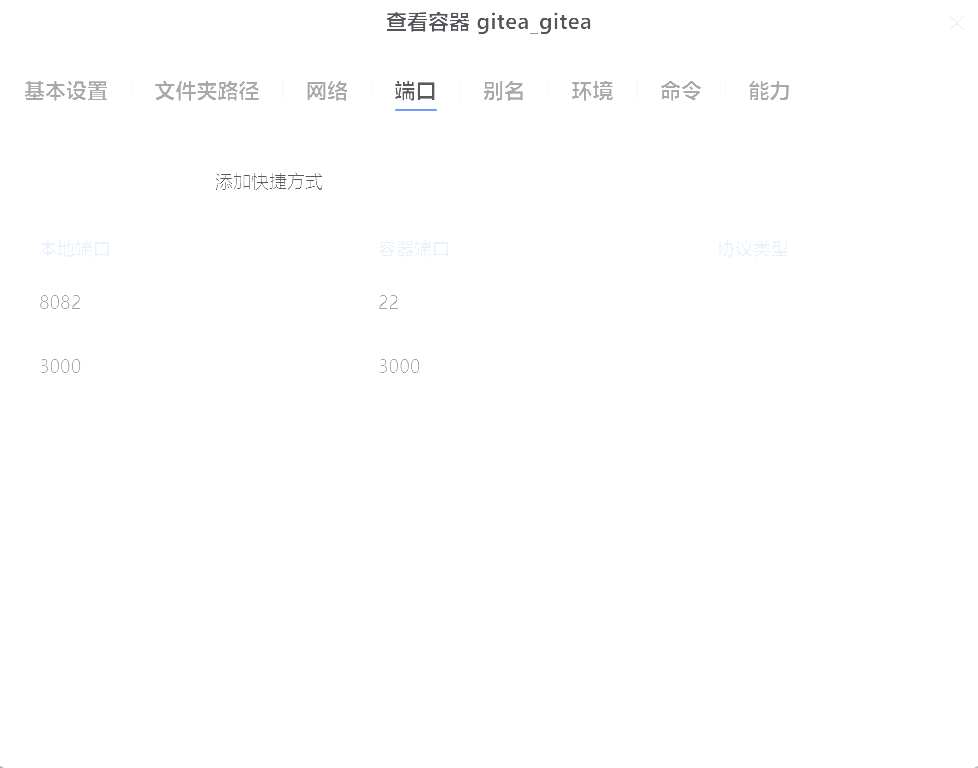 查看容器 gitea_gitea
基本设置 文件夹路径 网络 端口 别名 环境 命令 能力
添加快捷方式
本地端口 容器端口 协议类型
8082 22
3000 3000